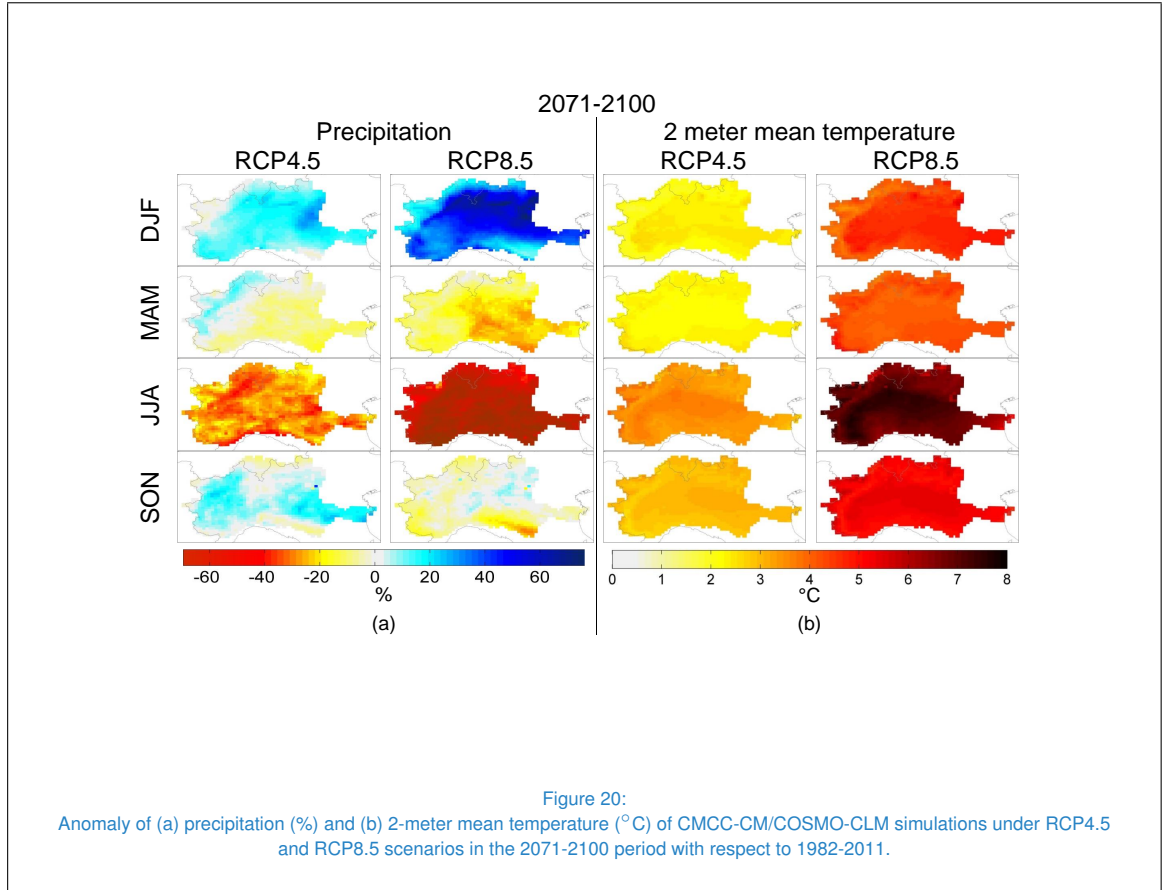 2071-2100
Precipitation
2 meter mean temperature
RCP4.5
RCP8.5
RCP4.5
RCP8.5
DJF
MAM
JJA
SON
-60 -40 -20 0 20 40 60
%
(a)
0 1 2 3 4 5 6 7 8
°C
(b)
Figure 20:
Anomaly of (a) precipitation (%) and (b) 2-meter mean temperature (°C) of CMCC-CM/COSMO-CLM simulations under RCP4.5
and RCP8.5 scenarios in the 2071-2100 period with respect to 1982-2011.